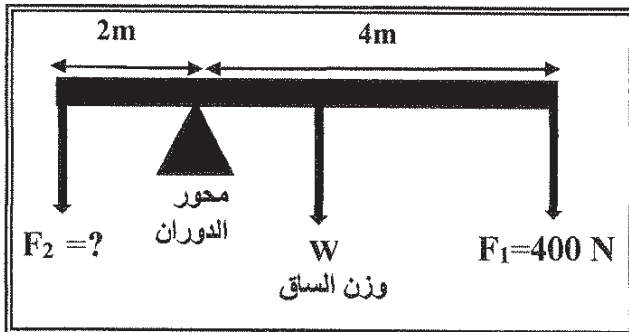 2m 4m
محور
الدوران
F₂ =? W F₁=400 N
وزن الساق